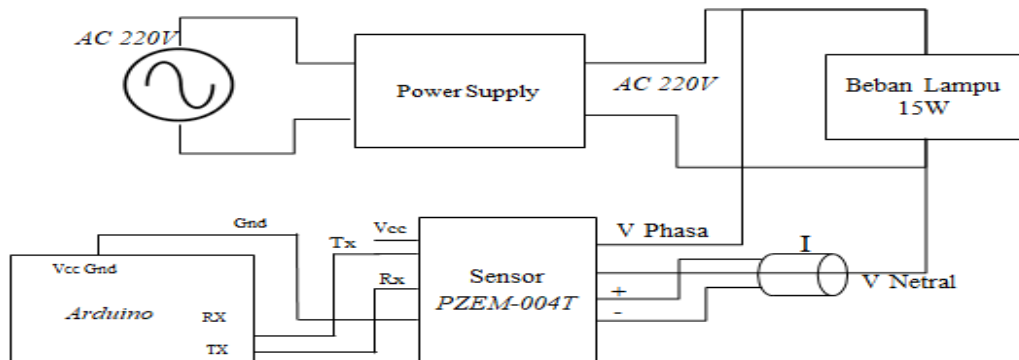 AC 220V
Power Supply
AC 220V
Beban Lampu
15W
Gnd
Vcc
Tx
V Phasa
I
Vcc Gnd
Sensor
PZEM-004T
Rx
+
-
V Netral
Arduino
RX
TX